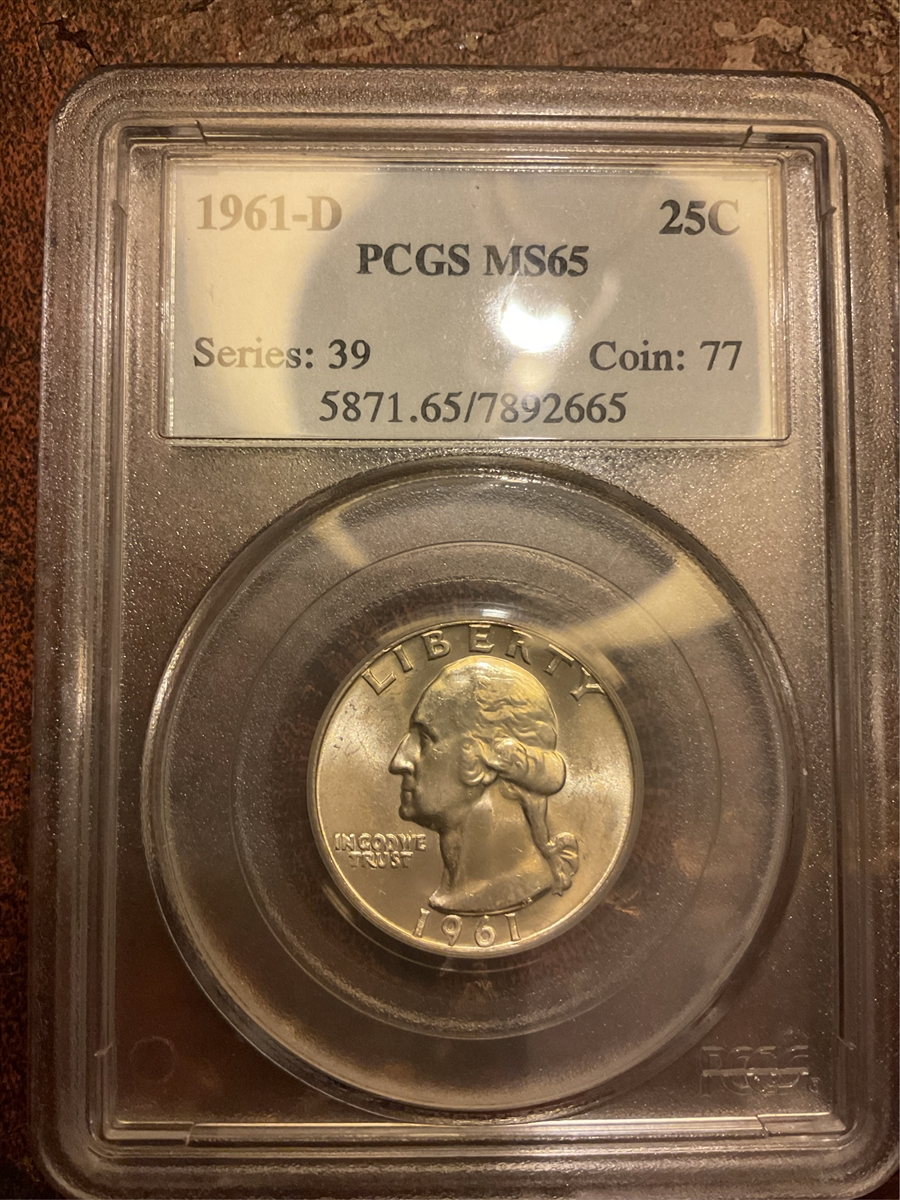 1961-D 25C
PCGS MS65
Series: 39 Coin: 77
5871.65/7892665
LIBERTY
IN GOD WE
TRUST
1961
PCGS